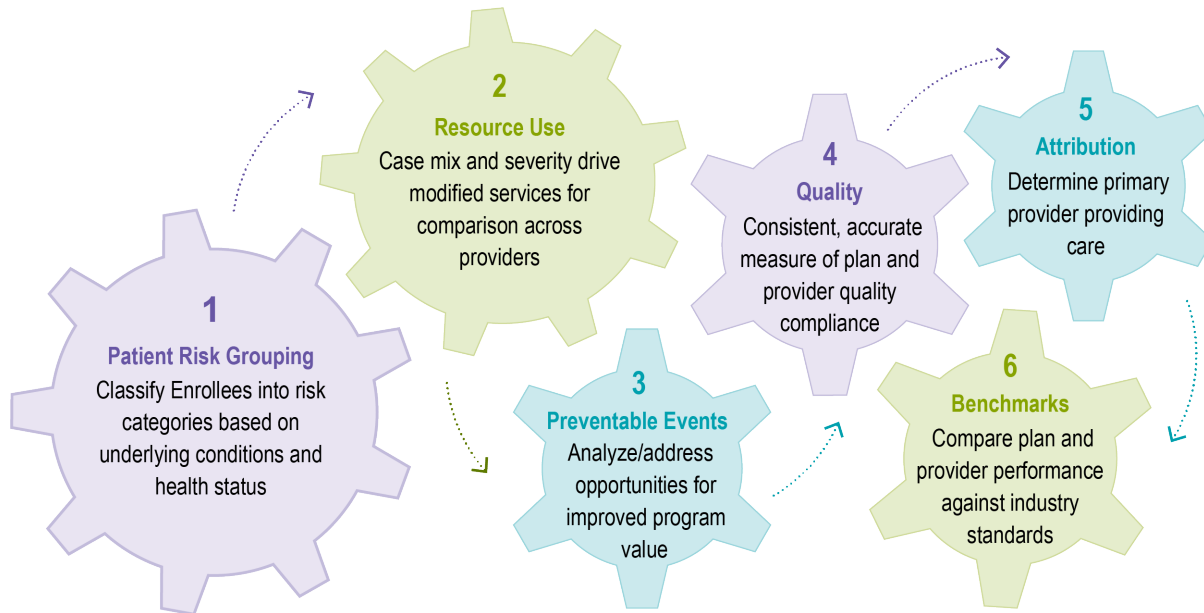 1
Patient Risk Grouping
Classify Enrollees into risk
categories based on
underlying conditions and
health status
2
Resource Use
Case mix and severity drive
modified services for
comparison across
providers
3
Preventable Events
Analyze/address
opportunities for
improved program
value
4
Quality
Consistent, accurate
measure of plan and
provider quality
compliance
5
Attribution
Determine primary
provider providing
care
6
Benchmarks
Compare plan and
provider performance
against industry
standards